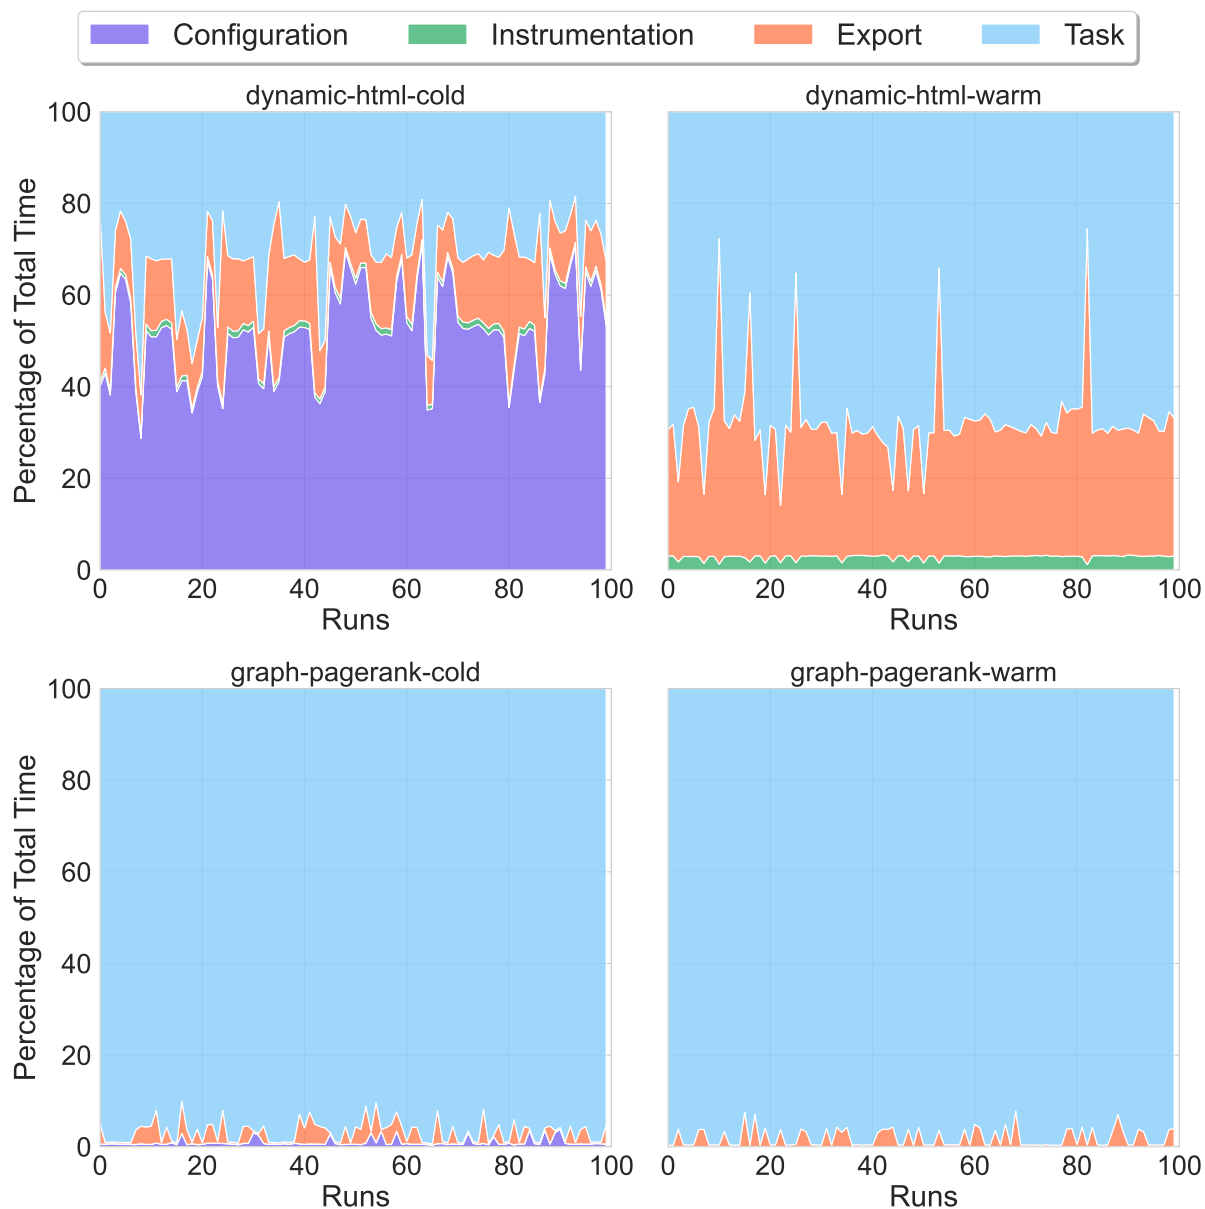 Configuration Instrumentation Export Task
dynamic-html-cold
dynamic-html-warm
Percentage of Total Time
100
80
60
40
20
0
0 20 40 60 80 100
0 20 40 60 80 100
Runs
Runs
graph-pagerank-cold
graph-pagerank-warm
Percentage of Total Time
100
80
60
40
20
0
0 20 40 60 80 100
0 20 40 60 80 100
Runs
Runs